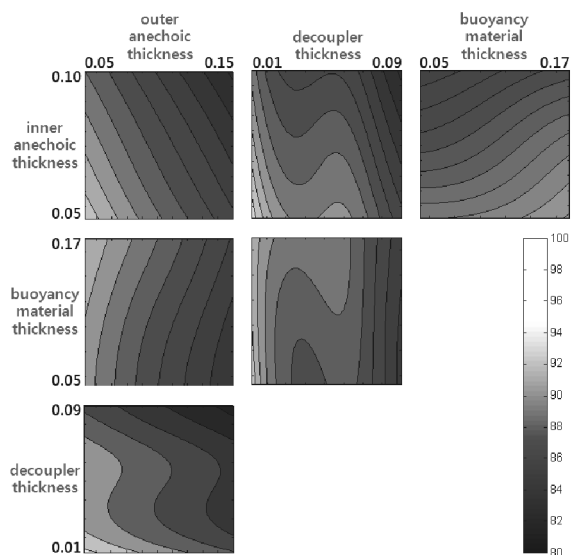 outer
anechoic
thickness
decoupler
thickness
buoyancy
material
thickness
0.05 0.15
0.01 0.09
0.05 0.17
0.10
inner
anechoic
thickness
0.05
0.17
buoyancy
material
thickness
0.05
0.09
decoupler
thickness
0.01
100
98
96
94
92
90
88
86
84
82
80